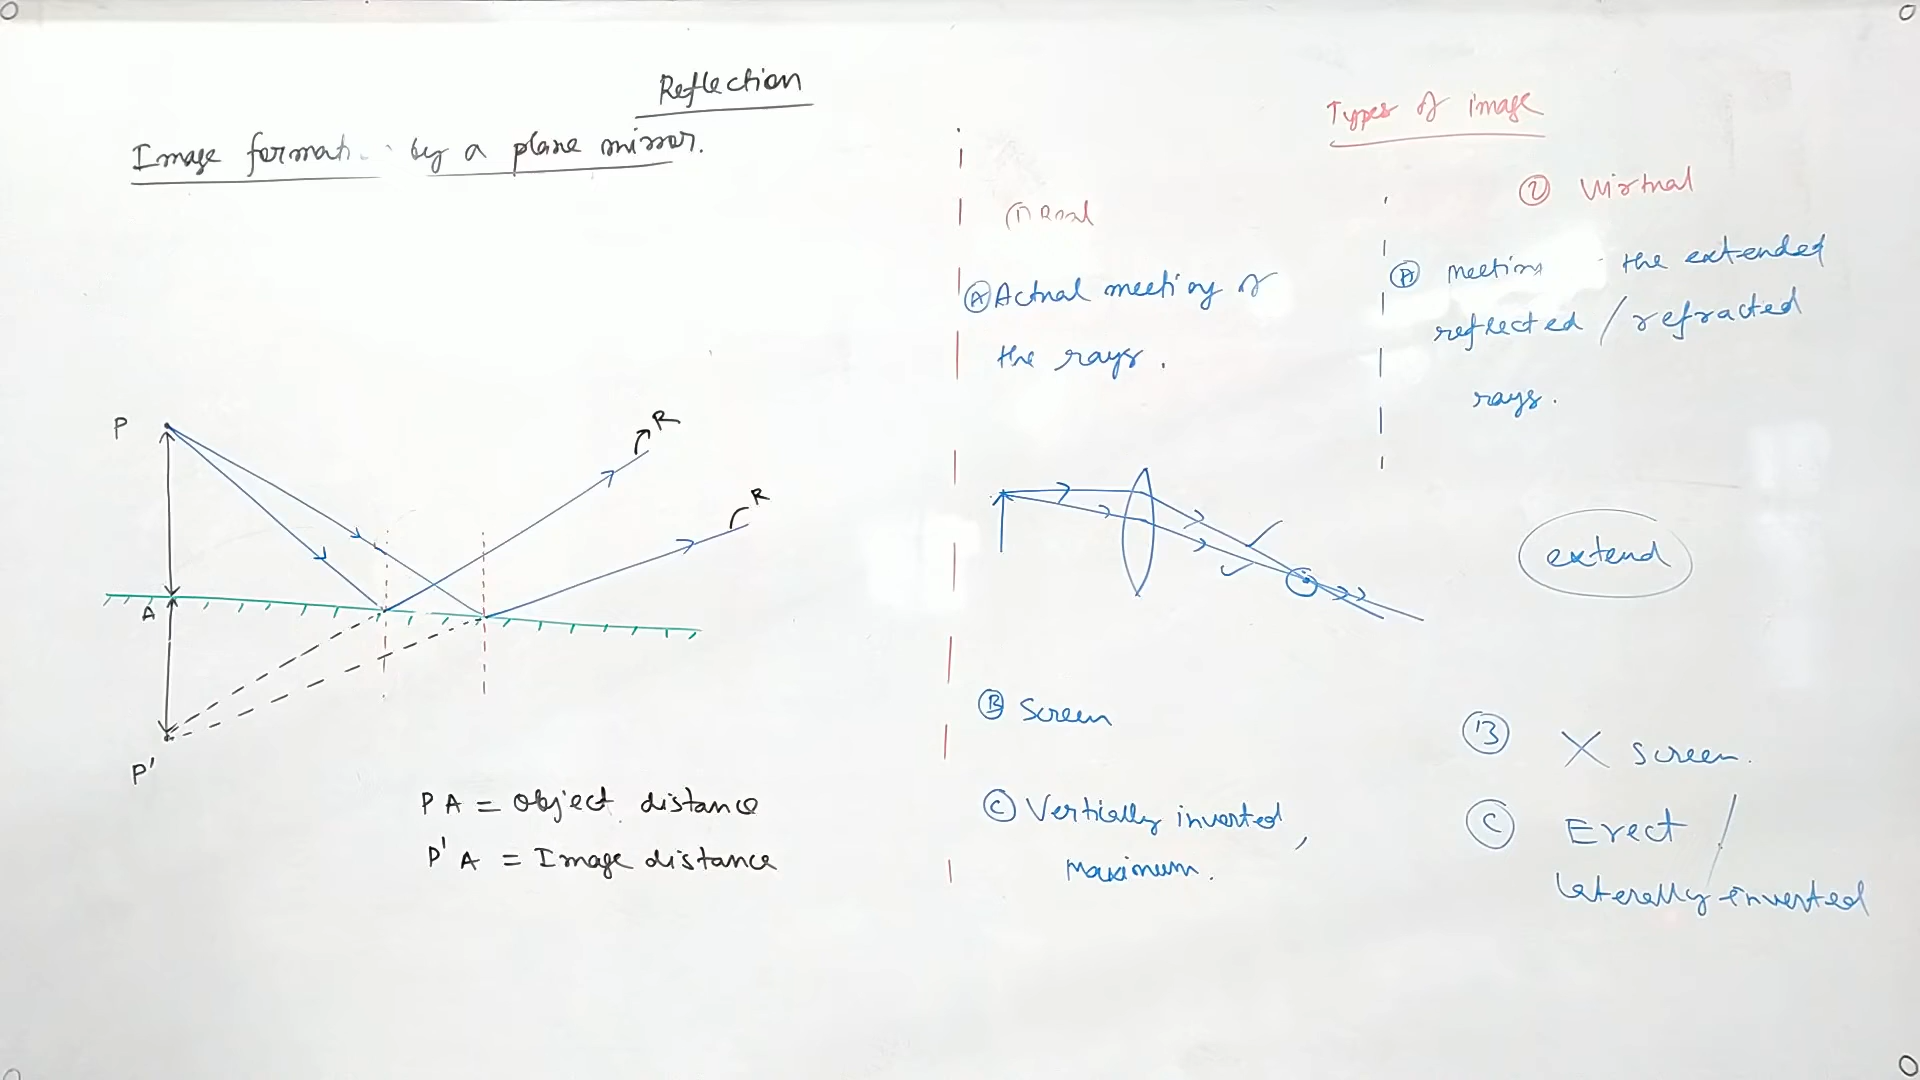 Reflection
Image formati by a plane mirror.
P
R
R
A
P'
PA = Object distance
P'A = Image distance
Types of image
① Real
Ⓐ Actual meeting of
the rays.
Ⓑ Screen
Ⓒ Vertically inverted,
Maximum.
② Virtual
Ⓐ Meeting the extended
reflected / refracted
rays.
extend
Ⓑ X Screen.
Ⓒ Erect /
laterally inverted